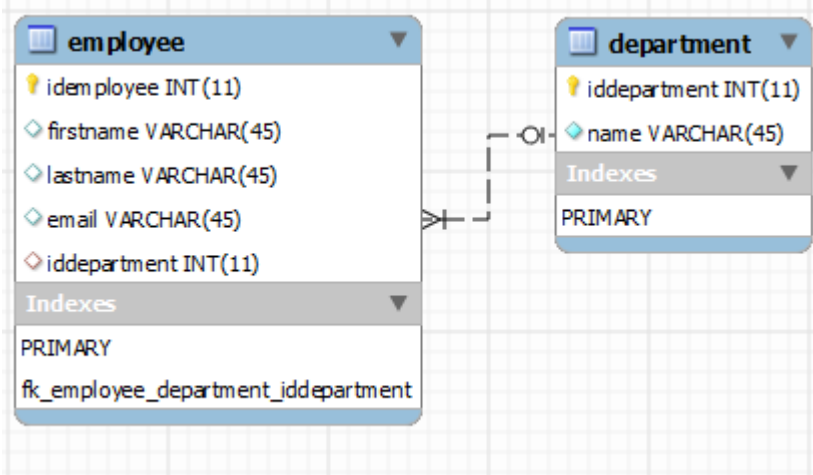 employee
idemployee INT(11)
firstname VARCHAR(45)
lastname VARCHAR(45)
email VARCHAR(45)
iddepartment INT(11)
Indexes
PRIMARY
fk_employee_department_iddepartment
department
iddepartment INT(11)
name VARCHAR(45)
Indexes
PRIMARY